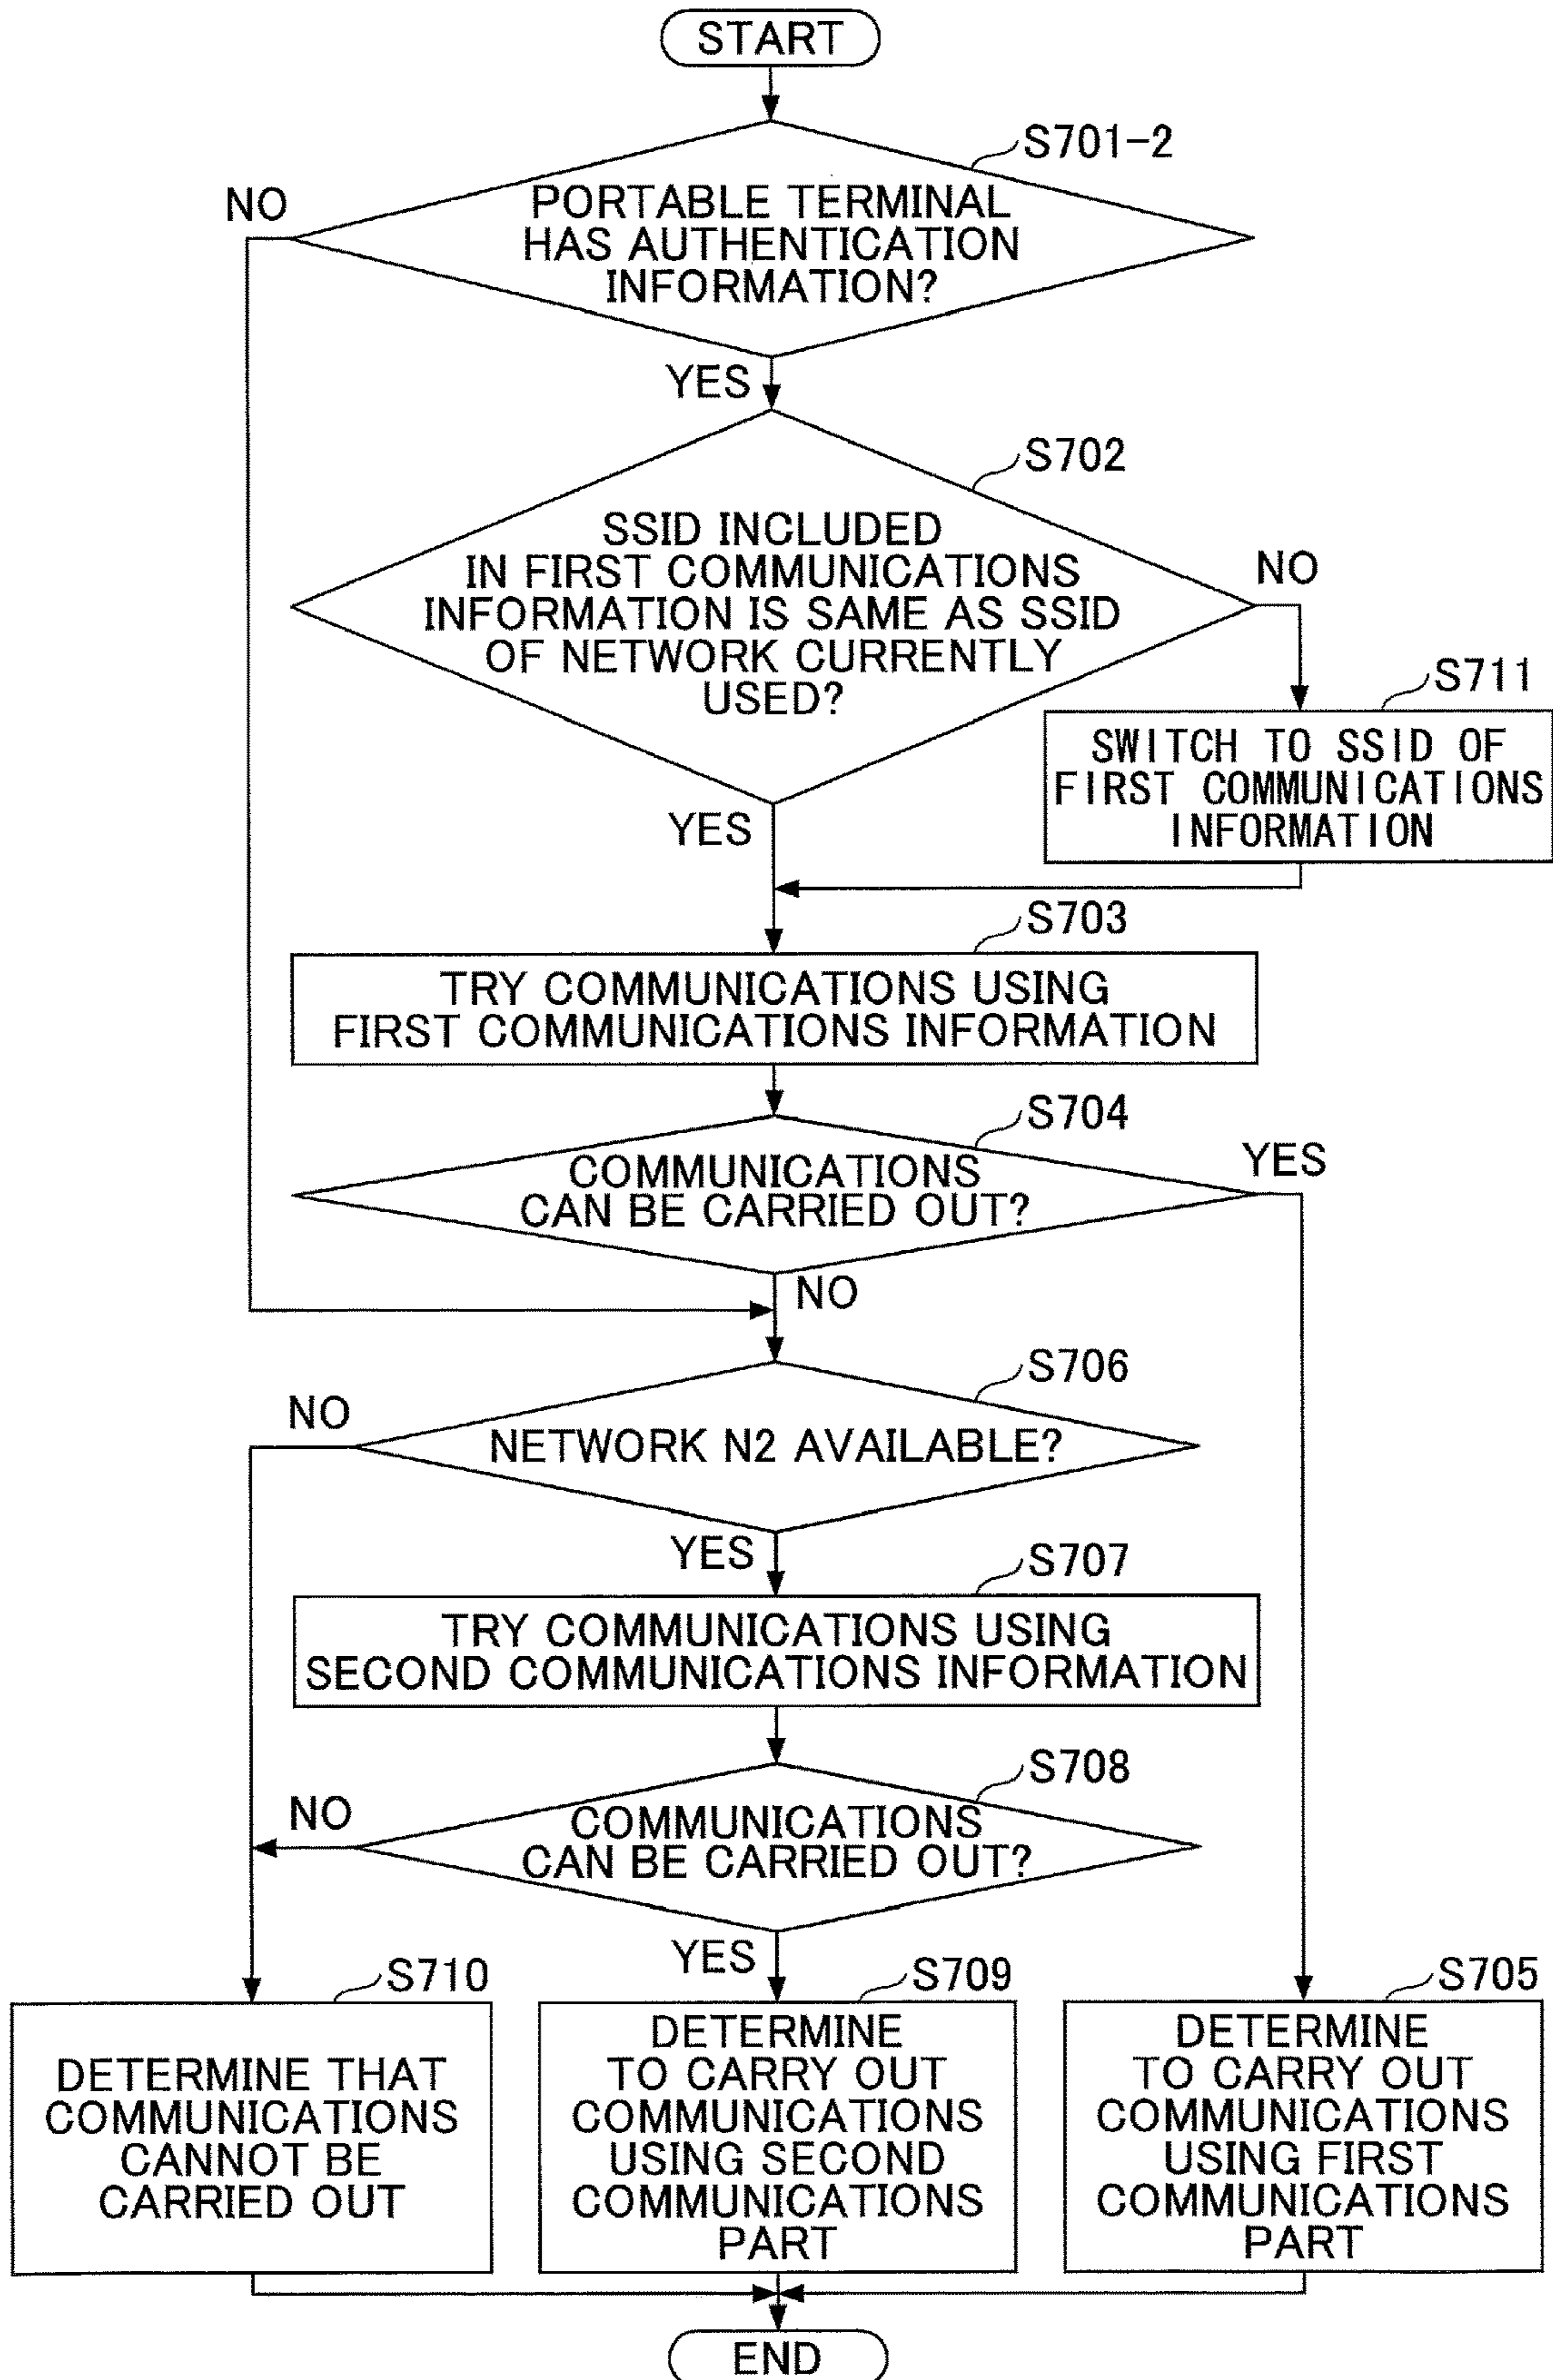 START
S701-2
NO
PORTABLE TERMINAL
HAS AUTHENTICATION
INFORMATION?
YES
S702
SSID INCLUDED
IN FIRST COMMUNICATIONS
INFORMATION IS SAME AS SSID
OF NETWORK CURRENTLY
USED?
NO
S711
SWITCH TO SSID OF
FIRST COMMUNICATIONS
INFORMATION
YES
S703
TRY COMMUNICATIONS USING
FIRST COMMUNICATIONS INFORMATION
S704
COMMUNICATIONS
CAN BE CARRIED OUT?
YES
NO
S706
NO
NETWORK N2 AVAILABLE?
YES
S707
TRY COMMUNICATIONS USING
SECOND COMMUNICATIONS INFORMATION
S708
NO
COMMUNICATIONS
CAN BE CARRIED OUT?
YES
S710
DETERMINE THAT
COMMUNICATIONS
CANNOT BE
CARRIED OUT
S709
DETERMINE
TO CARRY OUT
COMMUNICATIONS
USING SECOND
COMMUNICATIONS
PART
S705
DETERMINE
TO CARRY OUT
COMMUNICATIONS
USING FIRST
COMMUNICATIONS
PART
END